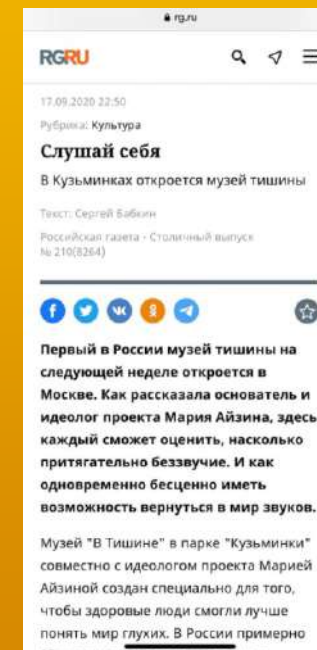 rg.ru
RGRU
17.09.2020 22:50
Рубрика: Культура
Слушай себя
В Кузьминках откроется музей тишины
Текст: Сергей Бабкин
Российская газета - Столичный выпуск
№ 210(8264)
Первый в России музей тишины на
следующей неделе откроется в
Москве. Как рассказала основатель и
идеолог проекта Мария Айзина, здесь
каждый сможет оценить, насколько
притягательно беззвучие. И как
одновременно бесценно иметь
возможность вернуться в мир звуков.
Музей "В Тишине" в парке "Кузьминки"
совместно с идеологом проекта Марией
Айзиной создан специально для того,
чтобы здоровые люди смогли лучше
понять мир глухих. В России примерно